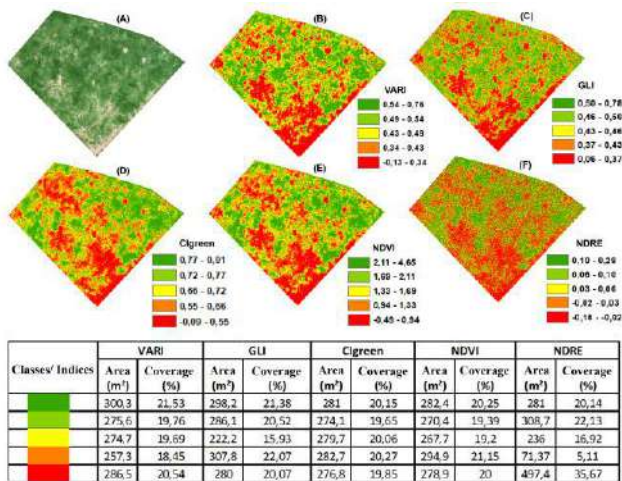 (A)
(B)
(C)
VARI
0,54 - 0,76
0,49 - 0,54
0,43 - 0,49
0,34 - 0,43
-0,13 - 0,34
GLI
0,50 - 0,78
0,46 - 0,50
0,43 - 0,46
0,37 - 0,43
0,06 - 0,37
(D)
(E)
(F)
CIgreen
0,77 - 0,91
0,72 - 0,77
0,66 - 0,72
0,55 - 0,66
-0,09 - 0,55
NDVI
2,11 - 4,65
1,69 - 2,11
1,33 - 1,69
0,94 - 1,33
-0,45 - 0,94
NDRE
0,10 - 0,29
0,06 - 0,10
0,03 - 0,06
-0,02 - 0,03
-0,18 - -0,02
Classes/ Indices VARI GLI CIgreen NDVI NDRE
Area (m²) Coverage (%) Area (m²) Coverage (%) Area (m²) Coverage (%) Area (m²) Coverage (%) Area (m²) Coverage (%)
300,3 21,53 298,2 21,38 281 20,15 282,4 20,25 281 20,14
275,6 19,76 286,1 20,52 274,1 19,65 270,4 19,39 308,7 22,13
274,7 19,69 222,2 15,93 279,7 20,06 267,7 19,2 236 16,92
257,3 18,45 307,8 22,07 282,7 20,27 294,9 21,15 71,37 5,11
286,5 20,54 280 20,07 276,8 19,85 278,9 20 497,4 35,67